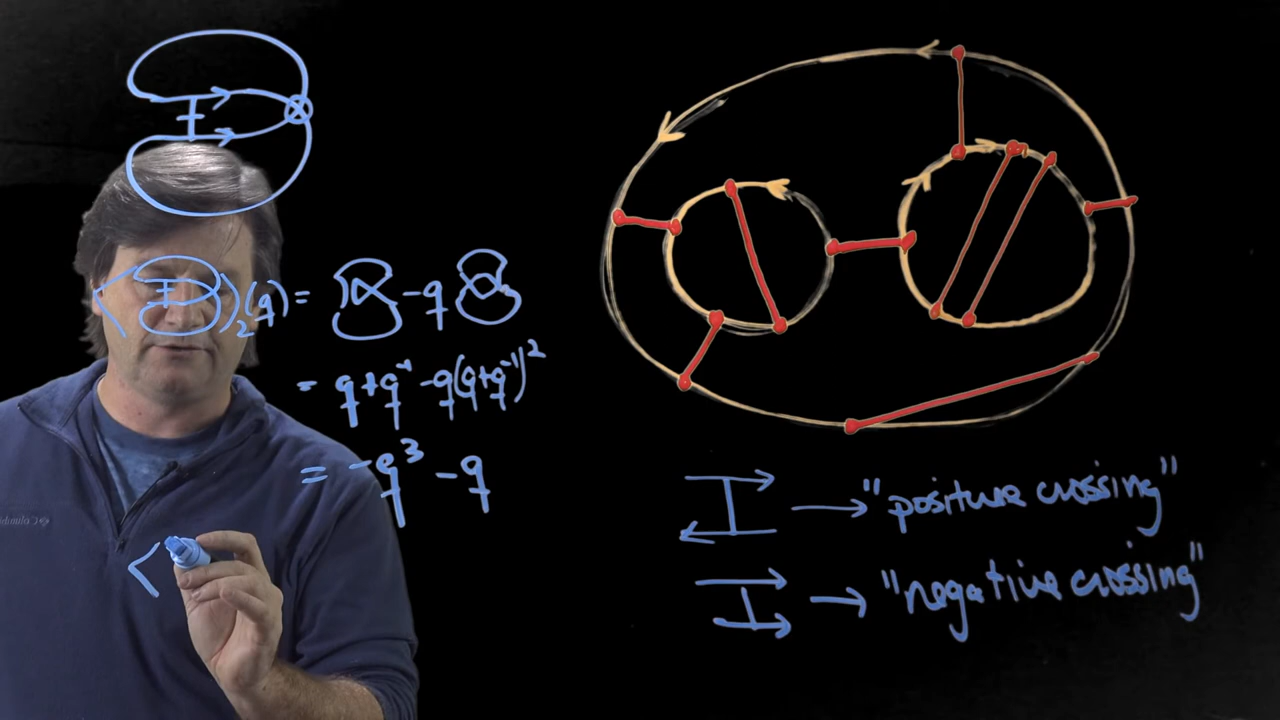 ⟨ ⟩₂(q) = - q
= q + q⁻¹ - q(q+q⁻¹)²
= -q³ - q
⟨
→ "positive crossing"
→ "negative crossing"